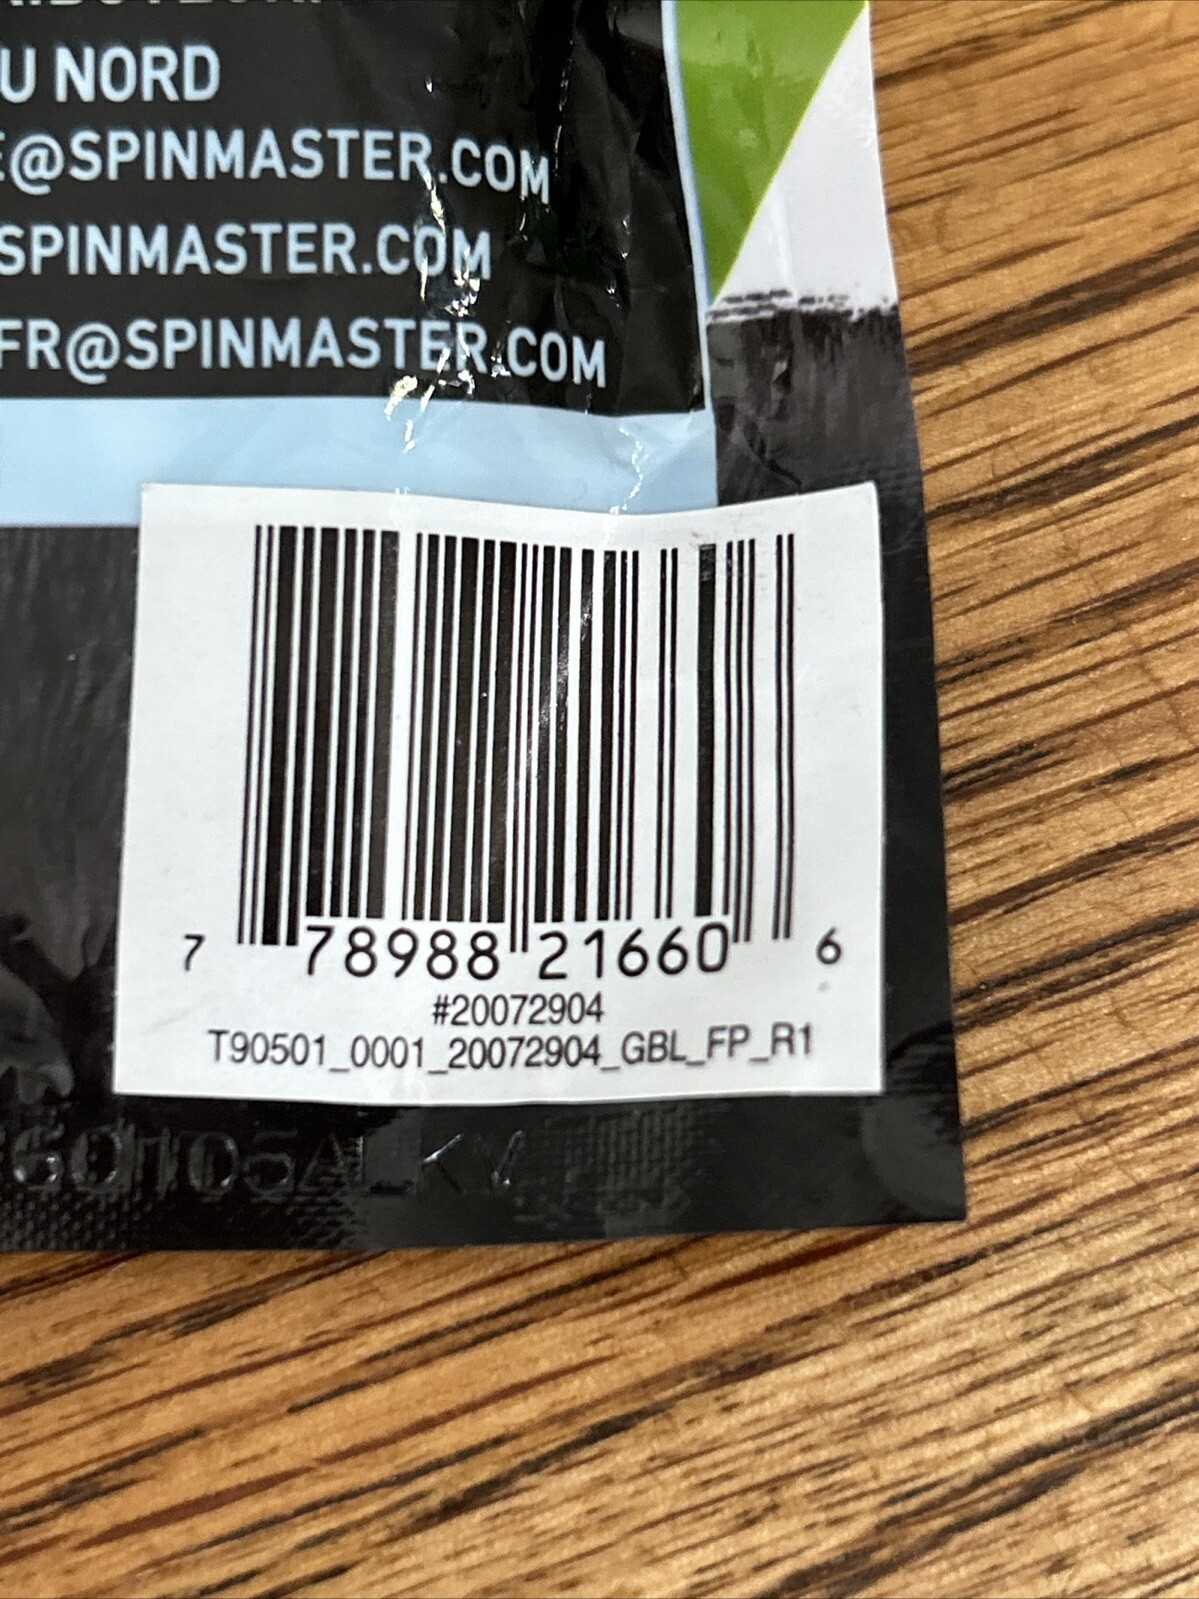 U NORD
E@SPINMASTER.COM
SPINMASTER.COM
FR@SPINMASTER.COM
7 78988 21660 6
#20072904
T90501_0001_20072904_GBL_FP_R1